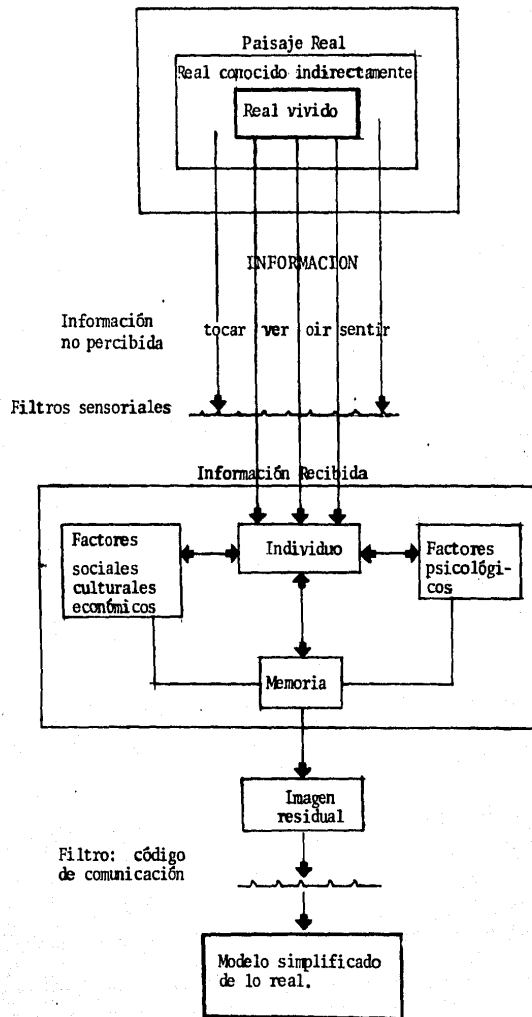 Paisaje Real
Real conocido indirectamente
Real vivido
INFORMACION
Información
no percibida
tocar ver oir sentir
Filtros sensoriales
Información Recibida
Factores
sociales
culturales
económicos
Individuo
Factores
psicológi-
cos
Memoria
Imagen
residual
Filtro: código
de comunicación
Modelo simplificado
de lo real.